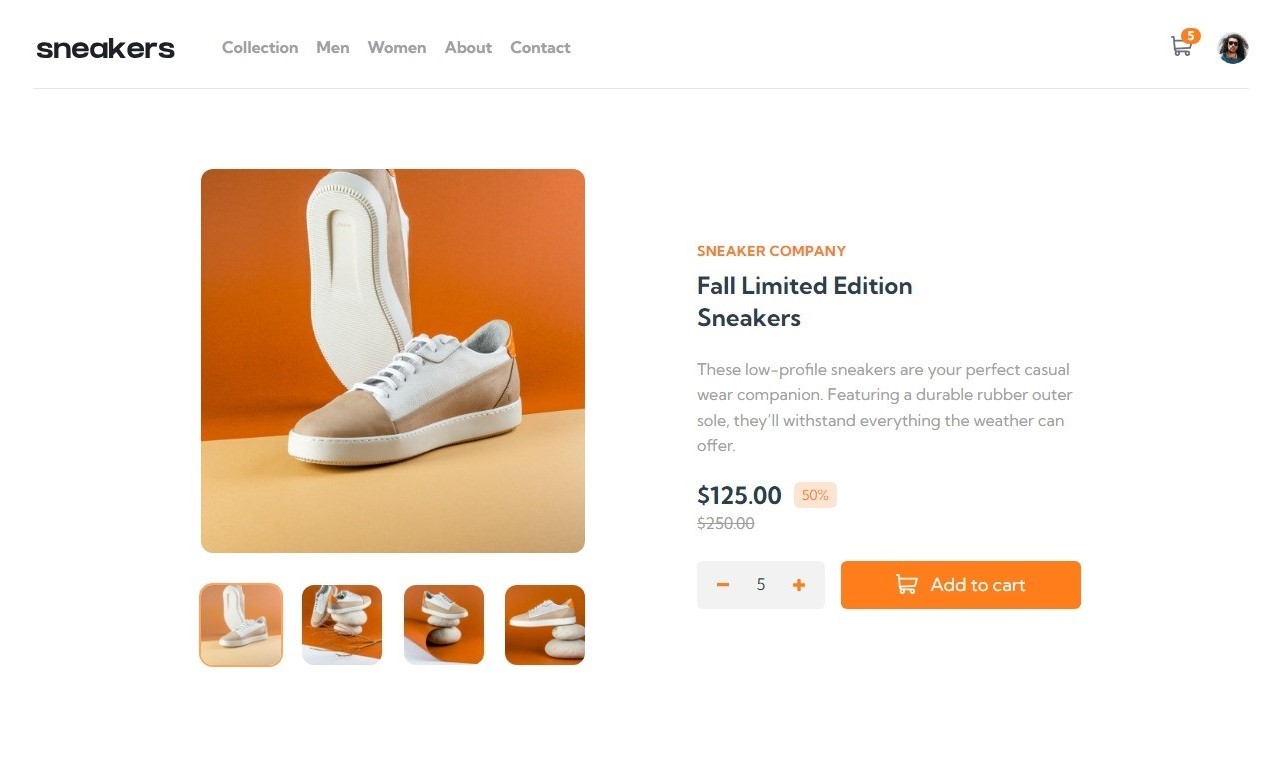 sneakers
Collection Men Women About Contact
5
SNEAKER COMPANY
Fall Limited Edition
Sneakers
These low-profile sneakers are your perfect casual
wear companion. Featuring a durable rubber outer
sole, they’ll withstand everything the weather can
offer.
$125.00 50%
$250.00
5
Add to cart